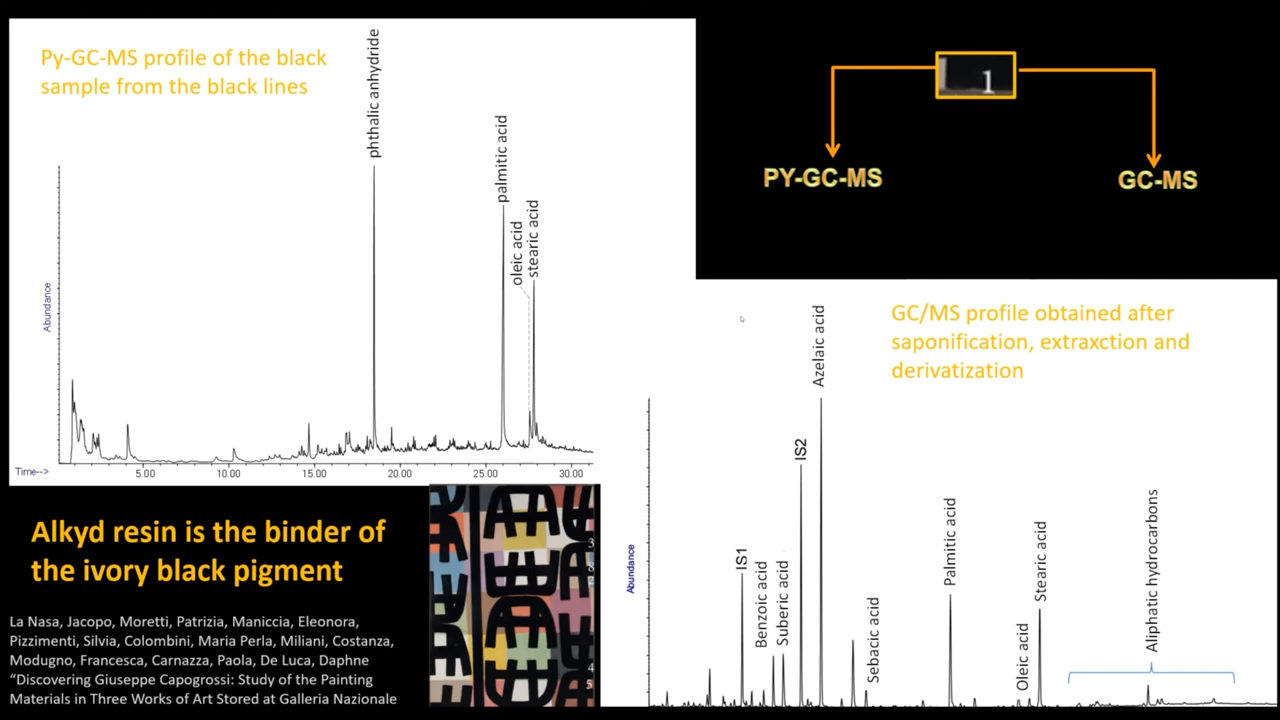 Py-GC-MS profile of the black
sample from the black lines
phthalic anhydride
palmitic acid
oleic acid
stearic acid
Abundance
Time-->
5.00
10.00
15.00
20.00
25.00
30.00
1
PY-GC-MS
GC-MS
GC/MS profile obtained after
saponification, extraxction and
derivatization
Abundance
IS1
Benzoic acid
Suberic acid
IS2
Azelaic acid
Sebacic acid
Palmitic acid
Oleic acid
Stearic acid
Aliphatic hydrocarbons
Alkyd resin is the binder of
the ivory black pigment
La Nasa, Jacopo, Moretti, Patrizia, Maniccia, Eleonora,
Pizzimenti, Silvia, Colombini, Maria Perla, Miliani, Costanza,
Modugno, Francesca, Carnazza, Paola, De Luca, Daphne
“Discovering Giuseppe Capogrossi: Study of the Painting
Materials in Three Works of Art Stored at Galleria Nazionale
3
4
5